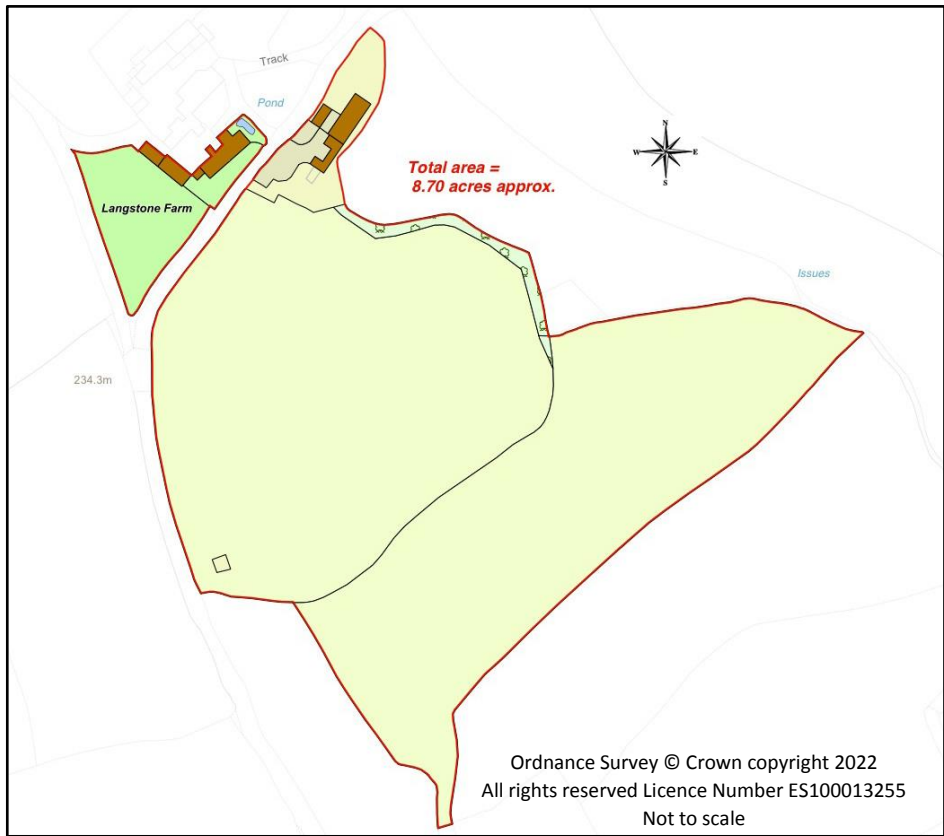 Track
Pond
N
W E
S
Total area =
8.70 acres approx.
Langstone Farm
Issues
234.3m
Ordnance Survey © Crown copyright 2022
All rights reserved Licence Number ES100013255
Not to scale